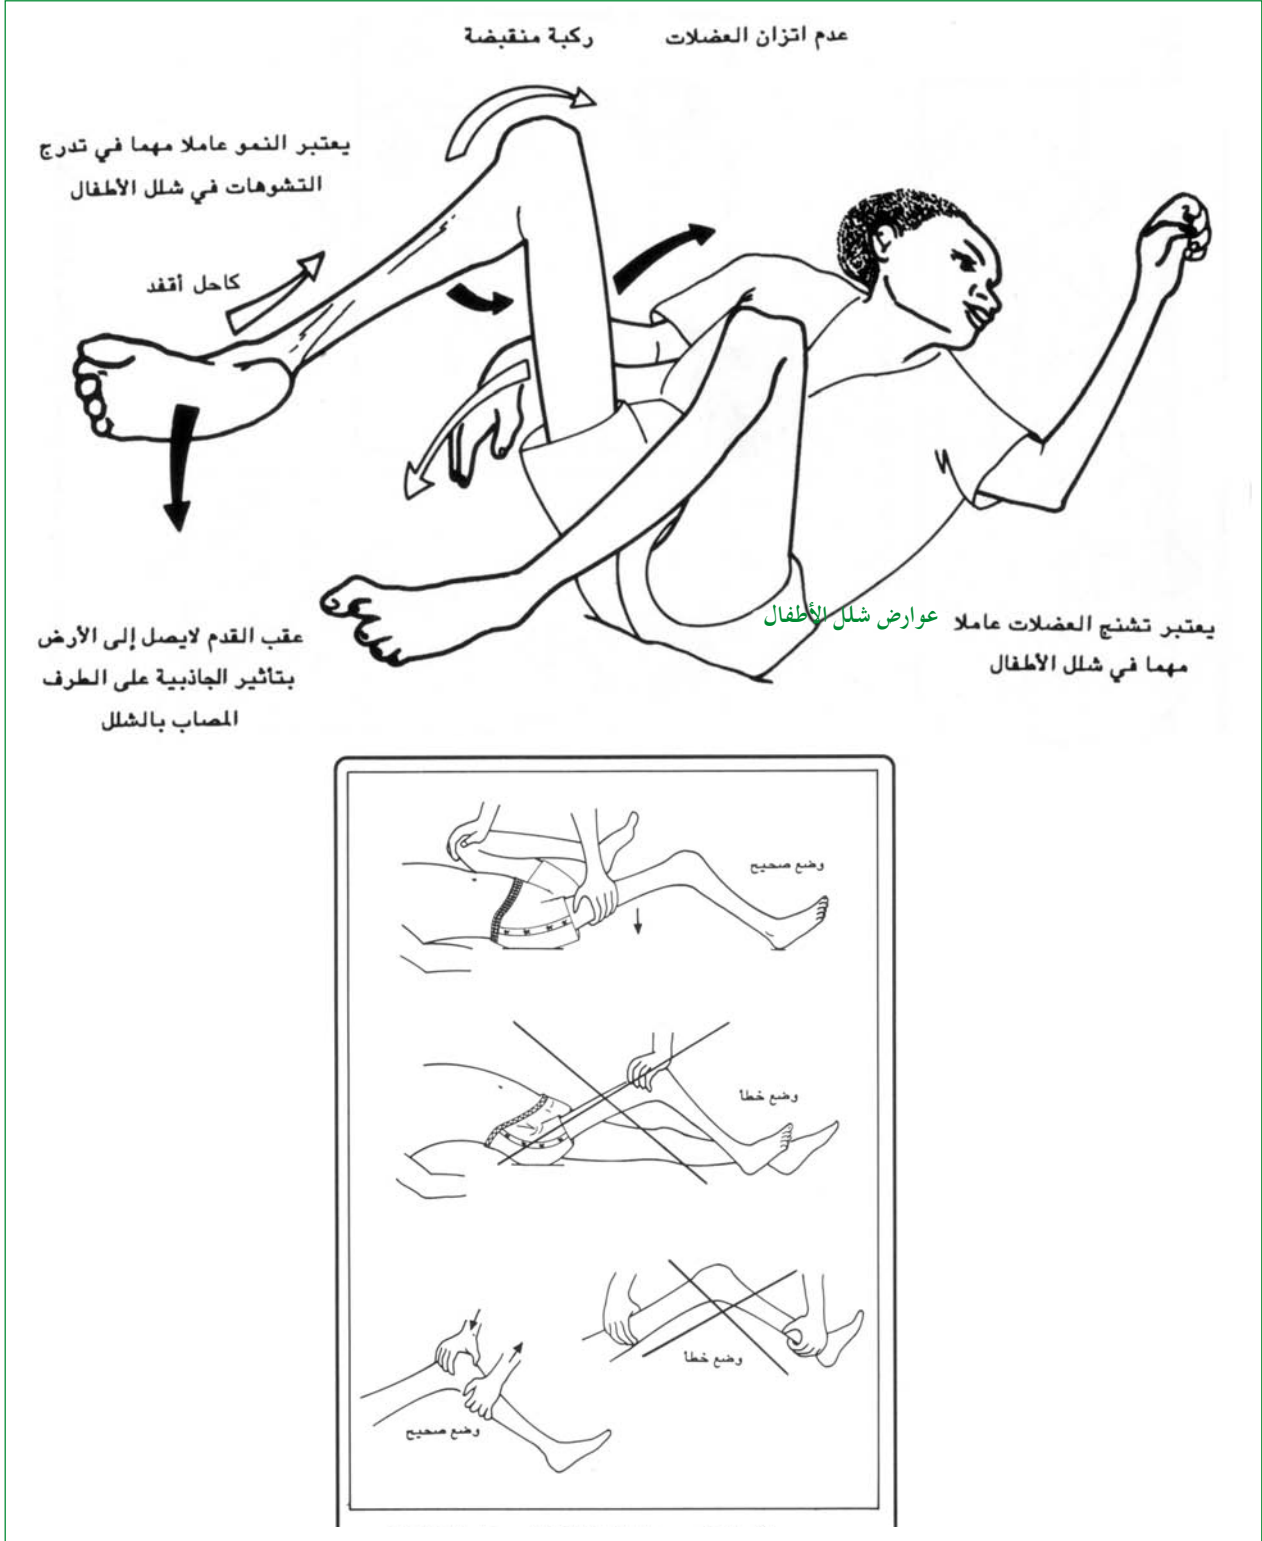 عدم اتزان العضلات
ركبة منقبضة
يعتبر النمو عاملا مهما في تدرج
التشوهات في شلل الأطفال
كاحل أقفد
عوارض شلل الأطفال
يعتبر تشنج العضلات عاملا
مهما في شلل الأطفال
عقب القدم لايصل إلى الأرض
بتأثير الجاذبية على الطرف
المصاب بالشلل
وضع صحيح
وضع خطأ
وضع خطأ
وضع صحيح